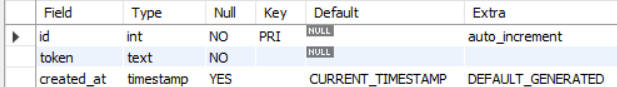 Field Type Null Key Default Extra
id int NO PRI NULL auto_increment
token text NO NULL
created_at timestamp YES CURRENT_TIMESTAMP DEFAULT_GENERATED